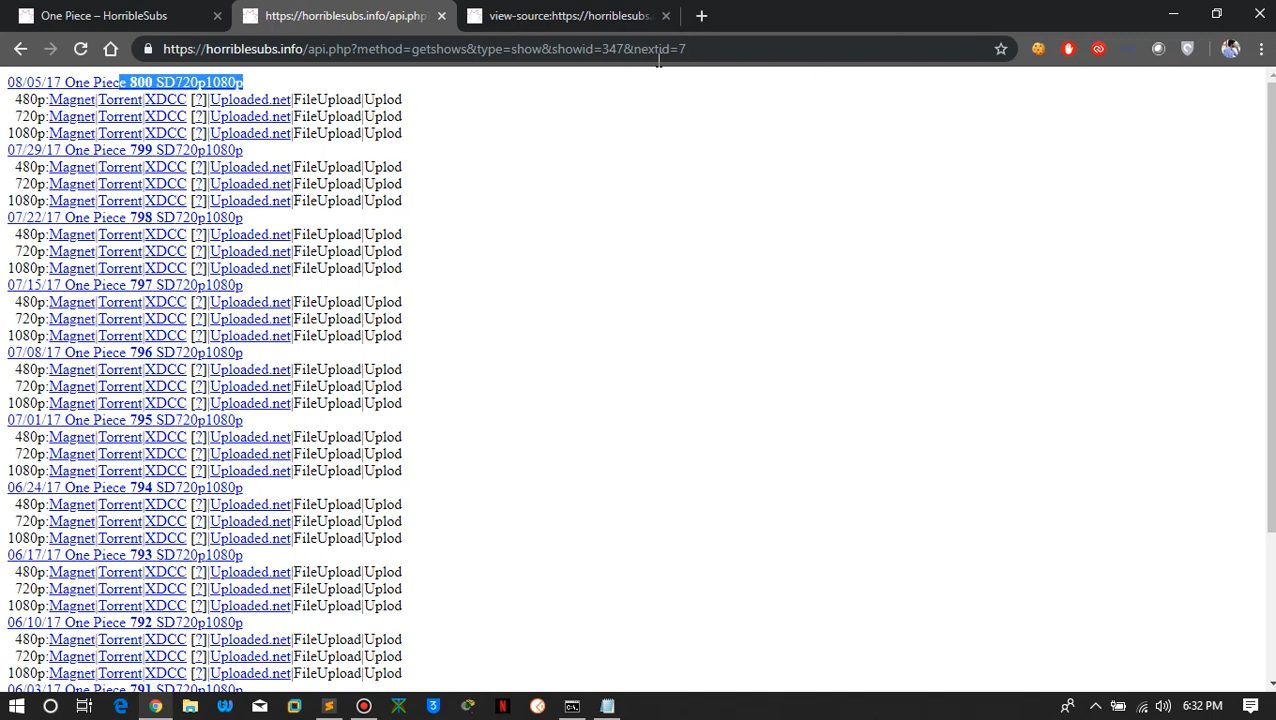 One Piece – HorribleSubs
https://horriblesubs.info/api.php?
view-source:https://horriblesubs.
https://horriblesubs.info/api.php?method=getshows&type=show&showid=347&nextid=7
08/05/17 One Piece 800 SD720p1080p
480p:Magnet|Torrent|XDCC [?]|Uploaded.net|FileUpload|Uplod
720p:Magnet|Torrent|XDCC [?]|Uploaded.net|FileUpload|Uplod
1080p:Magnet|Torrent|XDCC [?]|Uploaded.net|FileUpload|Uplod
07/29/17 One Piece 799 SD720p1080p
480p:Magnet|Torrent|XDCC [?]|Uploaded.net|FileUpload|Uplod
720p:Magnet|Torrent|XDCC [?]|Uploaded.net|FileUpload|Uplod
1080p:Magnet|Torrent|XDCC [?]|Uploaded.net|FileUpload|Uplod
07/22/17 One Piece 798 SD720p1080p
480p:Magnet|Torrent|XDCC [?]|Uploaded.net|FileUpload|Uplod
720p:Magnet|Torrent|XDCC [?]|Uploaded.net|FileUpload|Uplod
1080p:Magnet|Torrent|XDCC [?]|Uploaded.net|FileUpload|Uplod
07/15/17 One Piece 797 SD720p1080p
480p:Magnet|Torrent|XDCC [?]|Uploaded.net|FileUpload|Uplod
720p:Magnet|Torrent|XDCC [?]|Uploaded.net|FileUpload|Uplod
1080p:Magnet|Torrent|XDCC [?]|Uploaded.net|FileUpload|Uplod
07/08/17 One Piece 796 SD720p1080p
480p:Magnet|Torrent|XDCC [?]|Uploaded.net|FileUpload|Uplod
720p:Magnet|Torrent|XDCC [?]|Uploaded.net|FileUpload|Uplod
1080p:Magnet|Torrent|XDCC [?]|Uploaded.net|FileUpload|Uplod
07/01/17 One Piece 795 SD720p1080p
480p:Magnet|Torrent|XDCC [?]|Uploaded.net|FileUpload|Uplod
720p:Magnet|Torrent|XDCC [?]|Uploaded.net|FileUpload|Uplod
1080p:Magnet|Torrent|XDCC [?]|Uploaded.net|FileUpload|Uplod
06/24/17 One Piece 794 SD720p1080p
480p:Magnet|Torrent|XDCC [?]|Uploaded.net|FileUpload|Uplod
720p:Magnet|Torrent|XDCC [?]|Uploaded.net|FileUpload|Uplod
1080p:Magnet|Torrent|XDCC [?]|Uploaded.net|FileUpload|Uplod
06/17/17 One Piece 793 SD720p1080p
480p:Magnet|Torrent|XDCC [?]|Uploaded.net|FileUpload|Uplod
720p:Magnet|Torrent|XDCC [?]|Uploaded.net|FileUpload|Uplod
1080p:Magnet|Torrent|XDCC [?]|Uploaded.net|FileUpload|Uplod
06/10/17 One Piece 792 SD720p1080p
480p:Magnet|Torrent|XDCC [?]|Uploaded.net|FileUpload|Uplod
720p:Magnet|Torrent|XDCC [?]|Uploaded.net|FileUpload|Uplod
1080p:Magnet|Torrent|XDCC [?]|Uploaded.net|FileUpload|Uplod
06/03/17 One Piece 791 SD720p1080p
6:32 PM